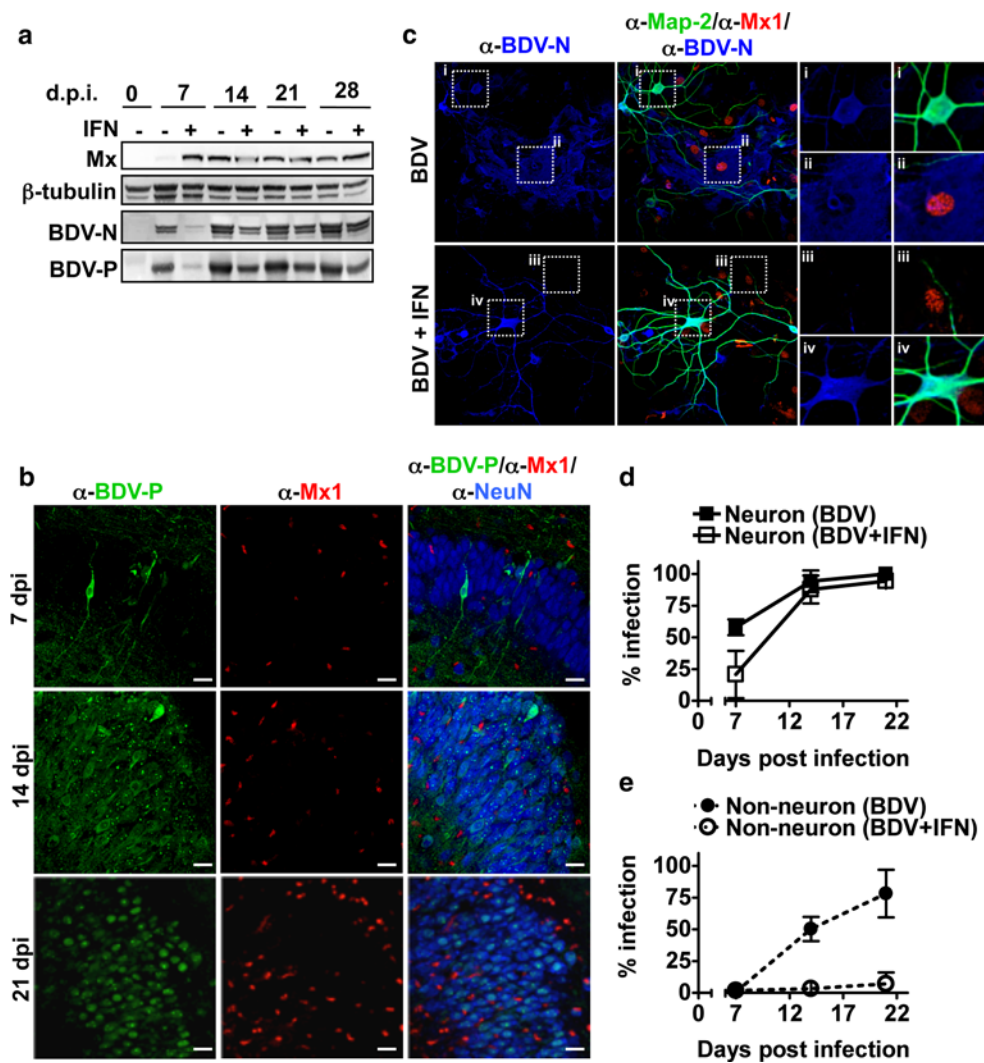 a
d.p.i. 0 7 14 21 28
IFN - - + - + - + - +
Mx
β-tubulin
BDV-N
BDV-P
b
α-BDV-P
α-Mx1
α-BDV-P/α-Mx1/
α-NeuN
7 dpi
14 dpi
21 dpi
c
α-BDV-N
α-Map-2/α-Mx1/
α-BDV-N
BDV
i
ii
i
ii
i
i
ii
ii
BDV + IFN
iii
iv
iii
iv
iii
iii
iv
iv
d
Neuron (BDV)
Neuron (BDV+IFN)
% infection
100
75
50
25
0
0 7 12 17 22
Days post infection
e
Non-neuron (BDV)
Non-neuron (BDV+IFN)
% infection
100
75
50
25
0
0 7 12 17 22
Days post infection